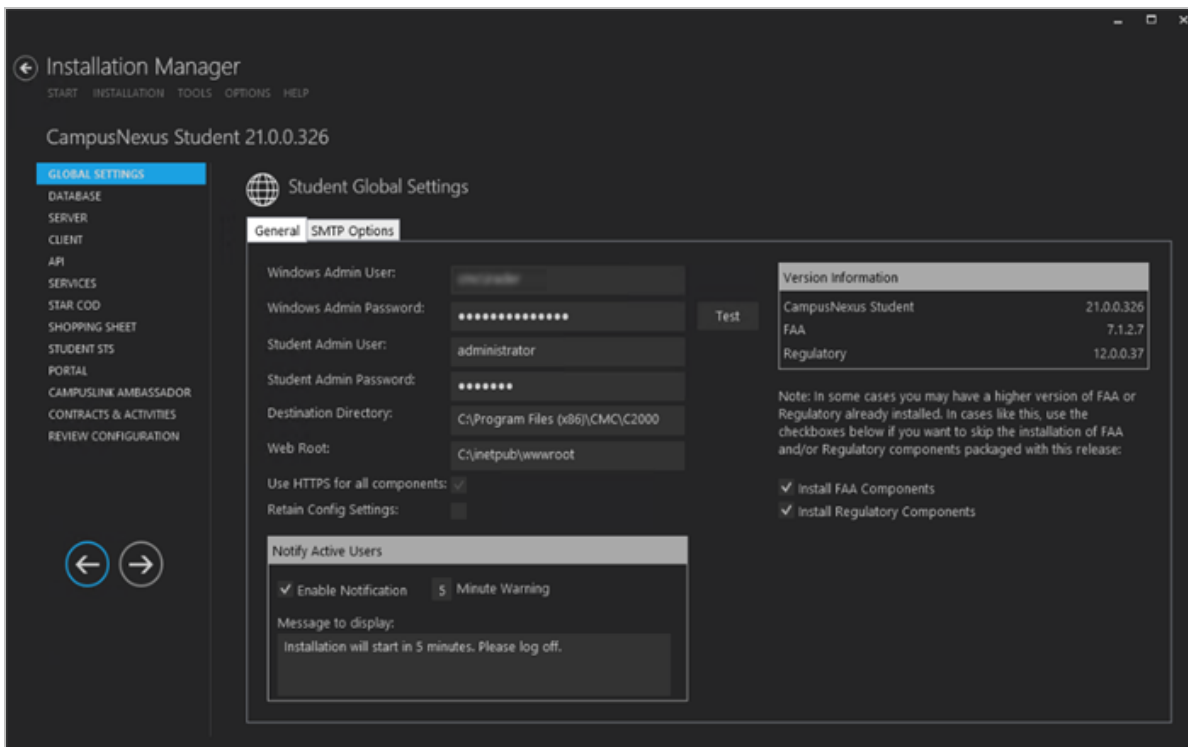 Installation Manager
START INSTALLATION TOOLS OPTIONS HELP
CampusNexus Student 21.0.0.326
GLOBAL SETTINGS
DATABASE
SERVER
CLIENT
API
SERVICES
STAR COD
SHOPPING SHEET
STUDENT STS
PORTAL
CAMPUSLINK AMBASSADOR
CONTRACTS & ACTIVITIES
REVIEW CONFIGURATION
Student Global Settings
General SMTP Options
Windows Admin User:
Windows Admin Password: •••••••••••••• Test
Student Admin User: administrator
Student Admin Password: •••••••
Destination Directory: C:\Program Files (x86)\CMC\C2000
Web Root: C:\inetpub\wwwroot
Use HTTPS for all components:
Retain Config Settings:
Notify Active Users
Enable Notification 5 Minute Warning
Message to display:
Installation will start in 5 minutes. Please log off.
Version Information
CampusNexus Student 21.0.0.326
FAA 7.1.2.7
Regulatory 12.0.0.37
Note: In some cases you may have a higher version of FAA or
Regulatory already installed. In cases like this, use the
checkboxes below if you want to skip the installation of FAA
and/or Regulatory components packaged with this release:
Install FAA Components
Install Regulatory Components